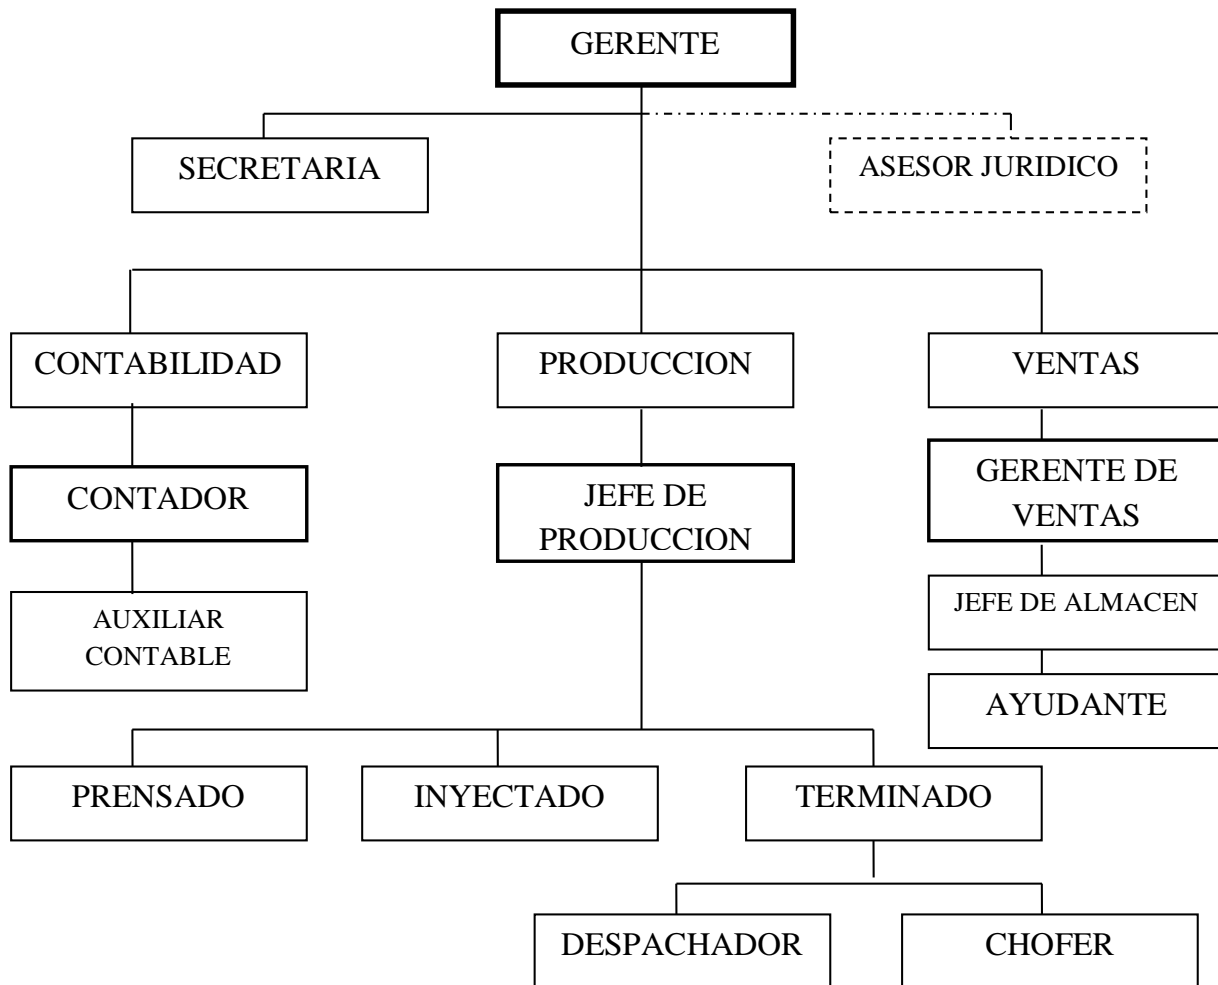 GERENTE
SECRETARIA
ASESOR JURIDICO
CONTABILIDAD
PRODUCCION
VENTAS
CONTADOR
JEFE DE
PRODUCCION
GERENTE DE
VENTAS
AUXILIAR
CONTABLE
JEFE DE ALMACEN
AYUDANTE
PRENSADO
INYECTADO
TERMINADO
DESPACHADOR
CHOFER